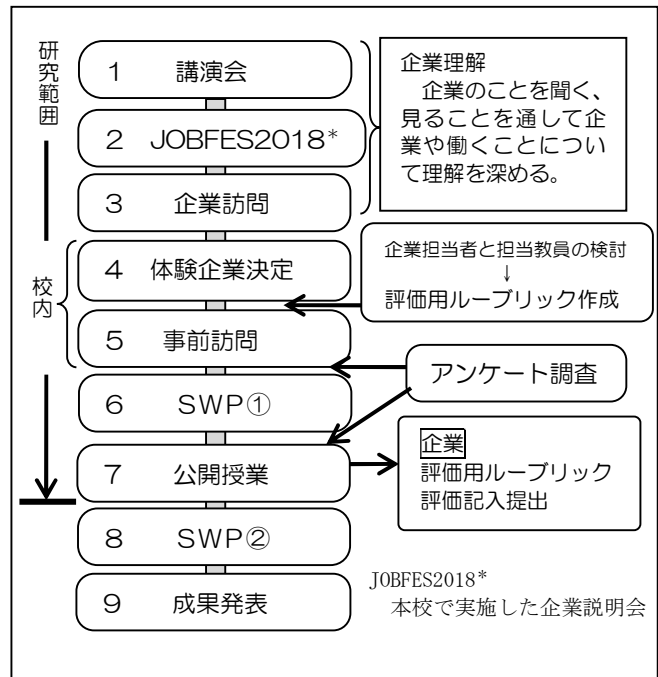 研究範囲
1 講演会
2 JOBFES2018*
3 企業訪問
企業理解
企業のことを聞く、
見ることを通して企
業や働くことについ
て理解を深める。
校内
4 体験企業決定
5 事前訪問
企業担当者と担当教員の検討
↓
評価用ルーブリック作成
アンケート調査
6 SWP①
7 公開授業
企業
評価用ルーブリック
評価記入提出
8 SWP②
9 成果発表
JOBFES2018*
本校で実施した企業説明会